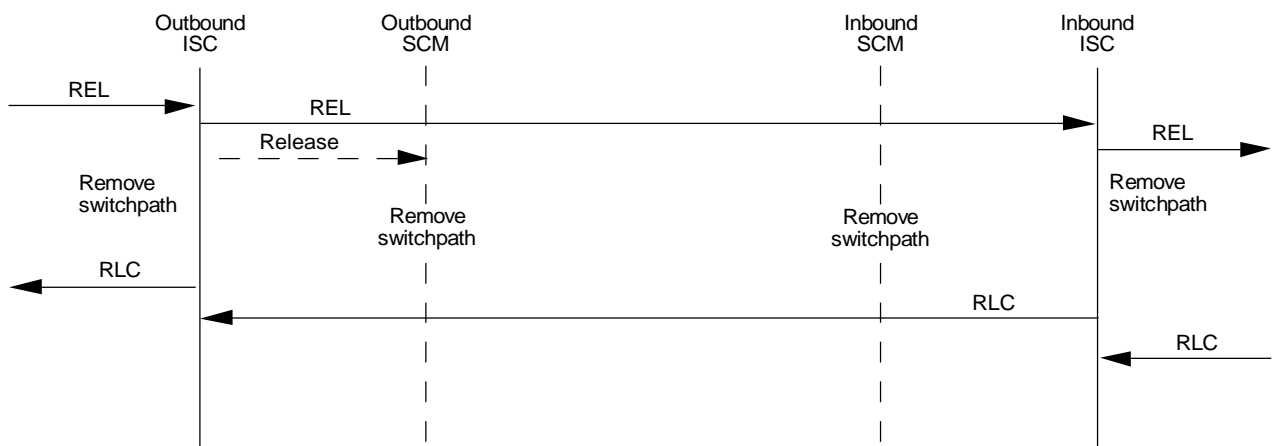 Outbound
ISC
Outbound
SCM
Inbound
SCM
Inbound
ISC
REL
REL
Release
REL
Remove
switchpath
Remove
switchpath
Remove
switchpath
Remove
switchpath
RLC
RLC
RLC